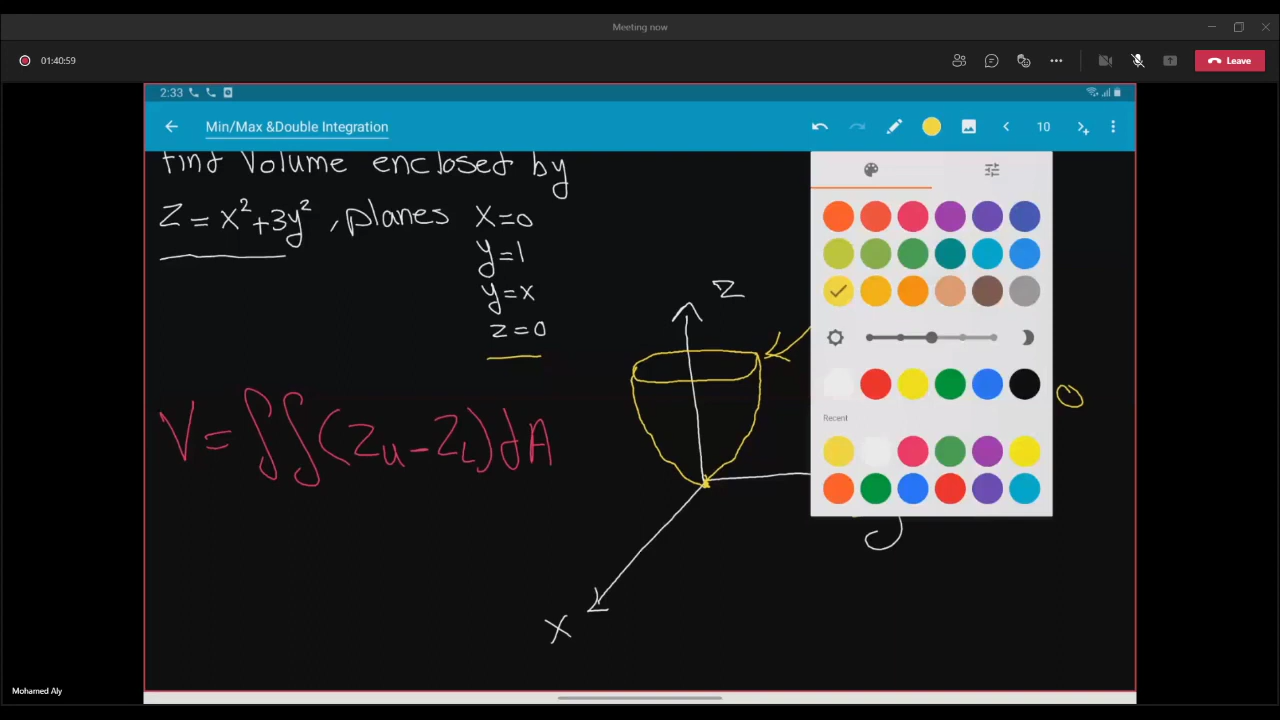 Meeting now
01:40:59
Leave
2:33
Min/Max &Double Integration
10
find Volume enclosed by
Z = x²+3y² , planes x=0
y=1
y=x
z=0
Z
V = ∫∫(Zu - ZL) dA
Recent
y
X
Mohamed Aly